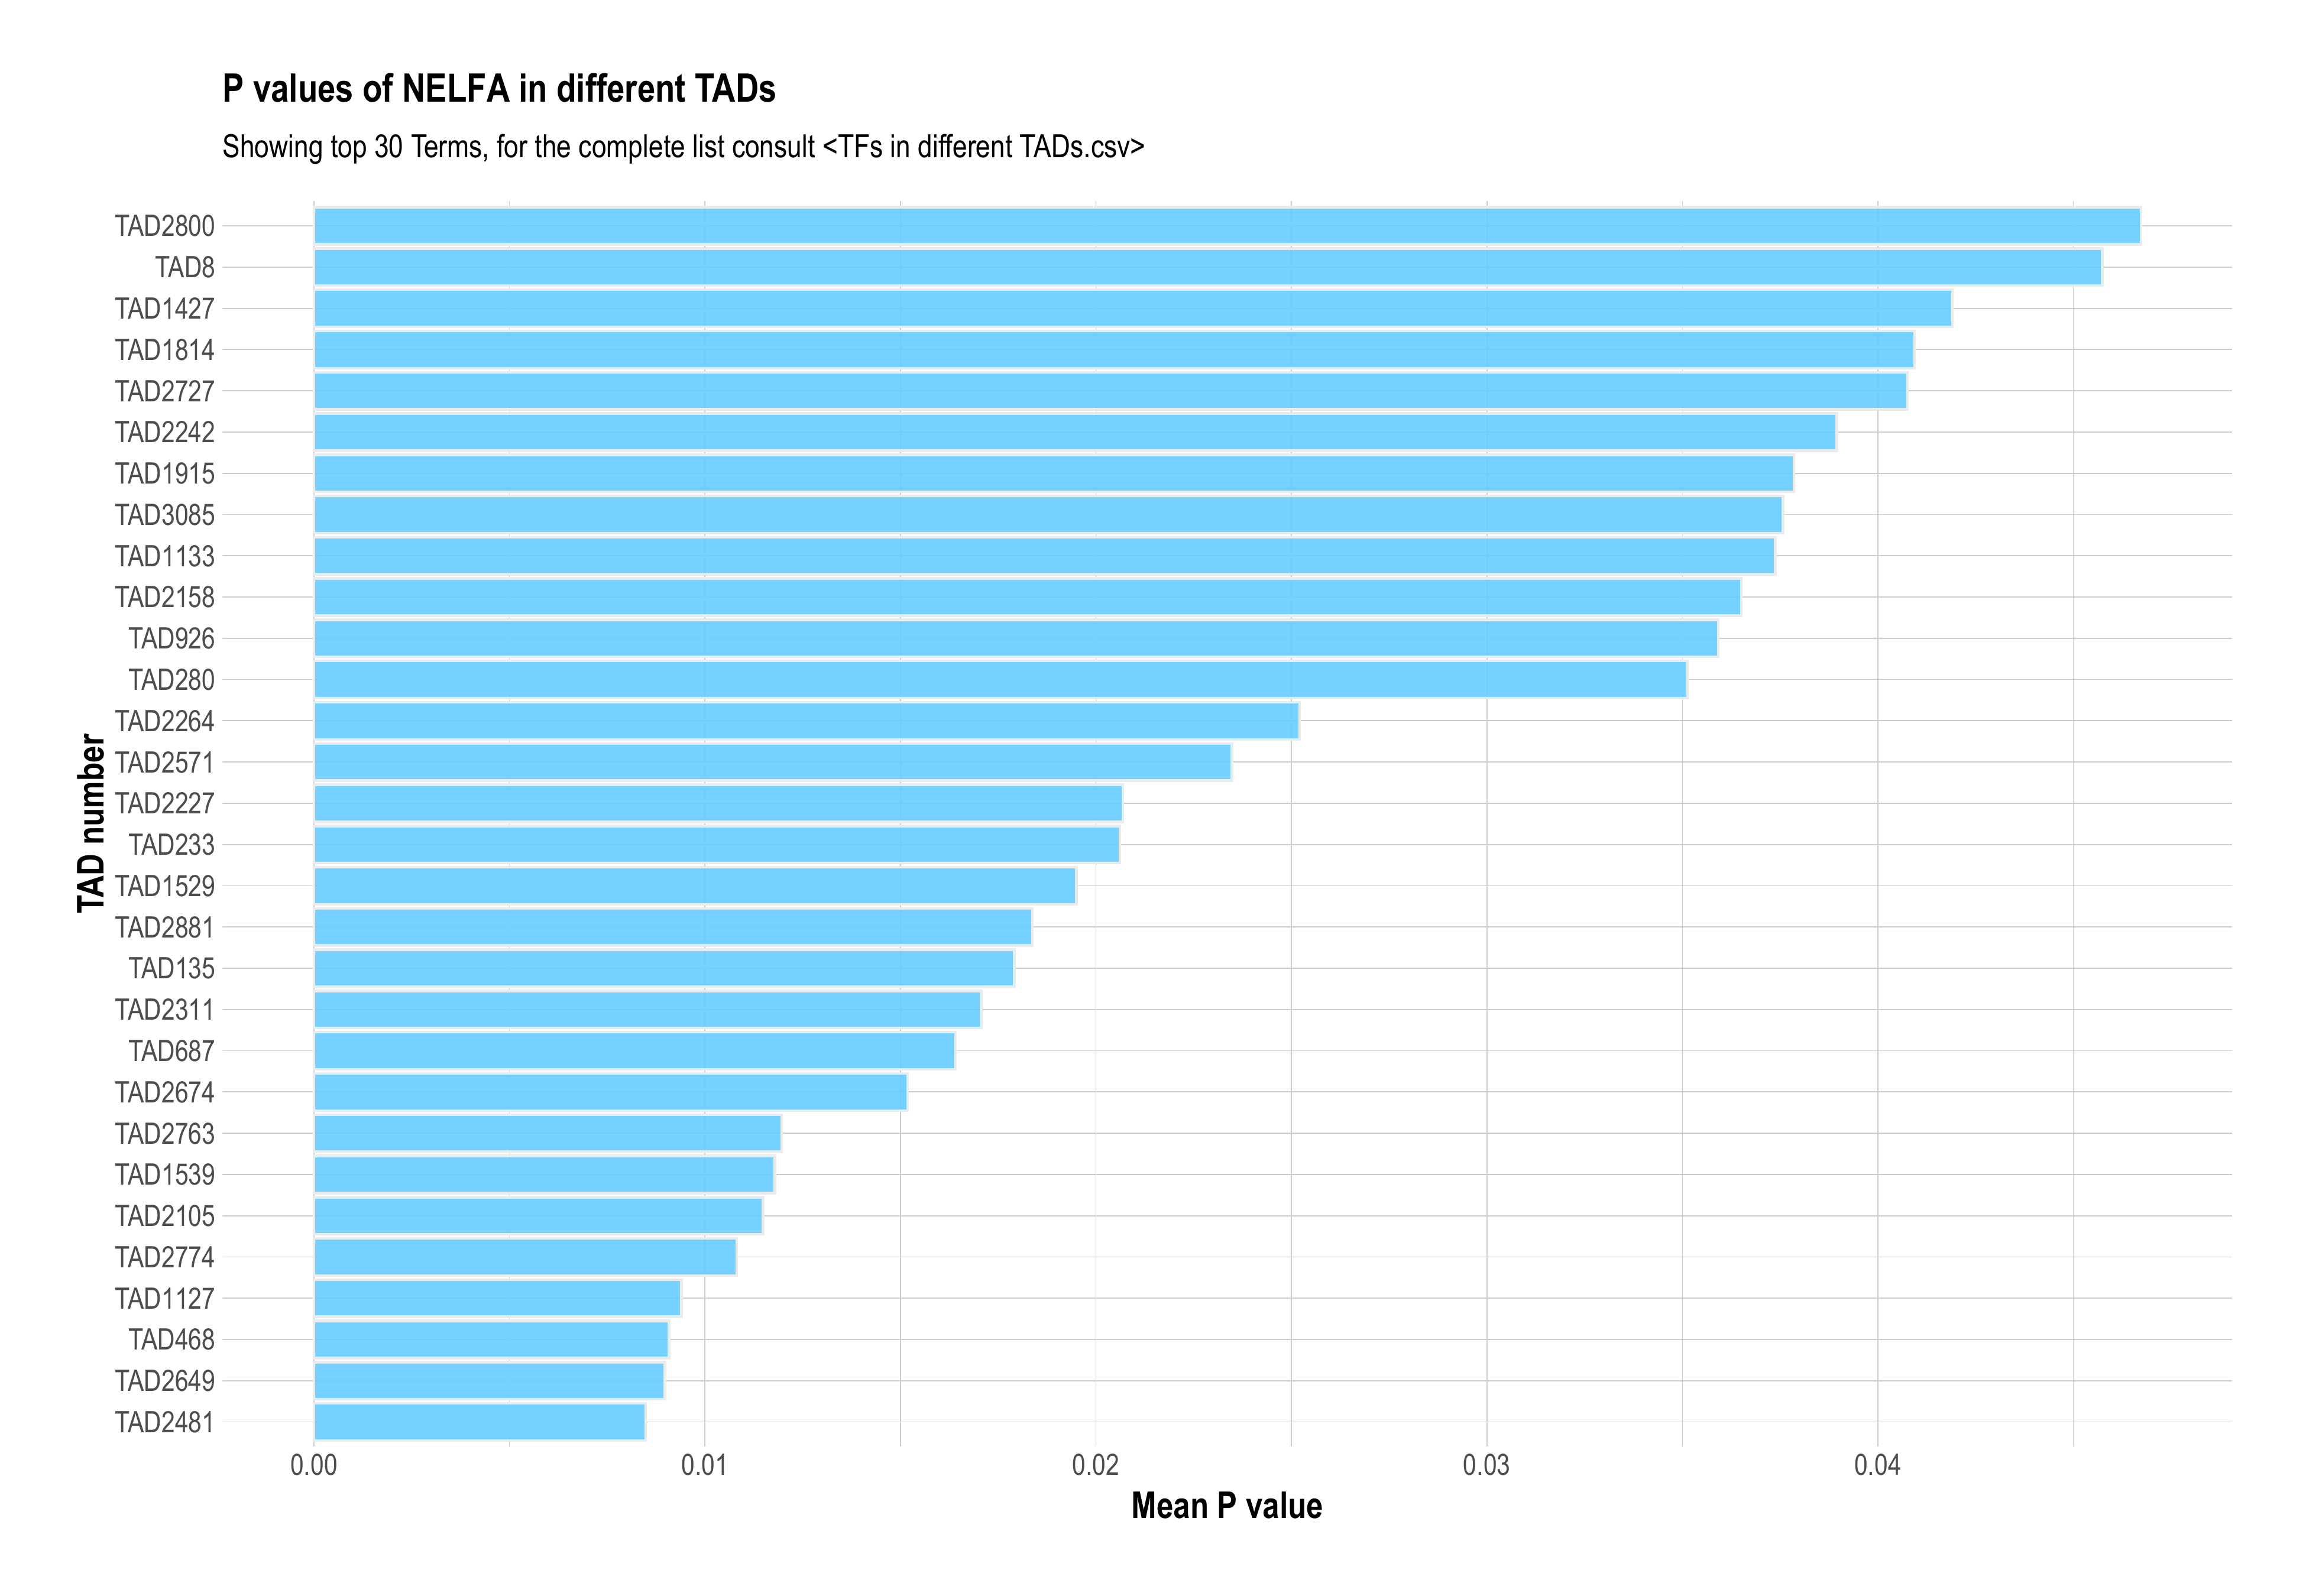 P values of NELFA in different TADs
Showing top 30 Terms, for the complete list consult <TFs in different TADs.csv>
TAD number
TAD2800
TAD8
TAD1427
TAD1814
TAD2727
TAD2242
TAD1915
TAD3085
TAD1133
TAD2158
TAD926
TAD280
TAD2264
TAD2571
TAD2227
TAD233
TAD1529
TAD2881
TAD135
TAD2311
TAD687
TAD2674
TAD2763
TAD1539
TAD2105
TAD2774
TAD1127
TAD468
TAD2649
TAD2481
0.00 0.01 0.02 0.03 0.04
Mean P value